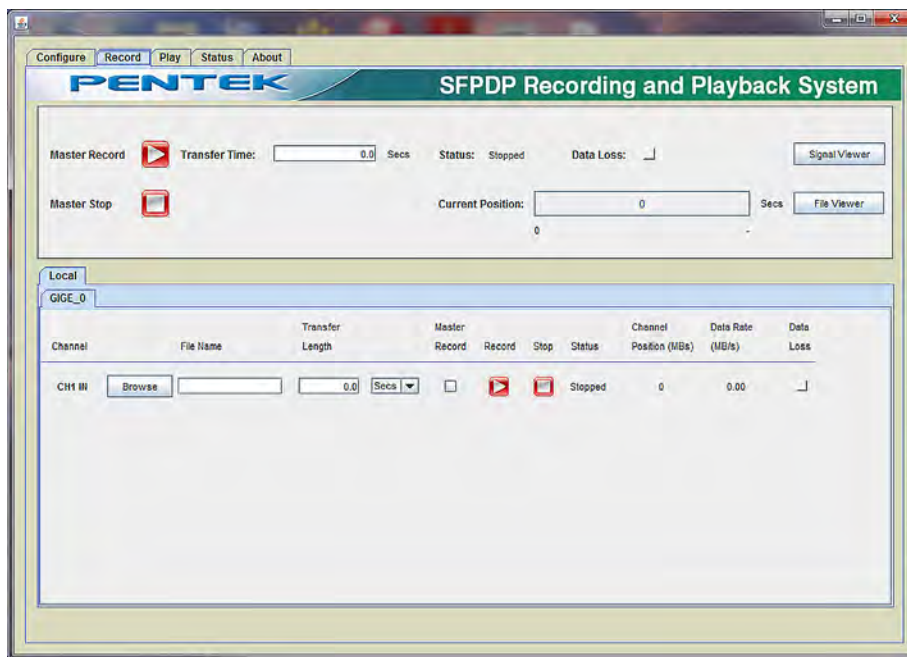 Configure Record Play Status About
PENTEK SFPDP Recording and Playback System
Master Record Transfer Time: 0.0 Secs Status: Stopped Data Loss: Signal Viewer
Master Stop Current Position: 0 Secs File Viewer
0 -
Local
GIGE_0
Transfer Master Channel Data Rate Data
Channel File Name Length Record Record Stop Status Position (MBs) (MB/s) Loss
CH1 IN Browse 0.0 Secs Stopped 0 0.00